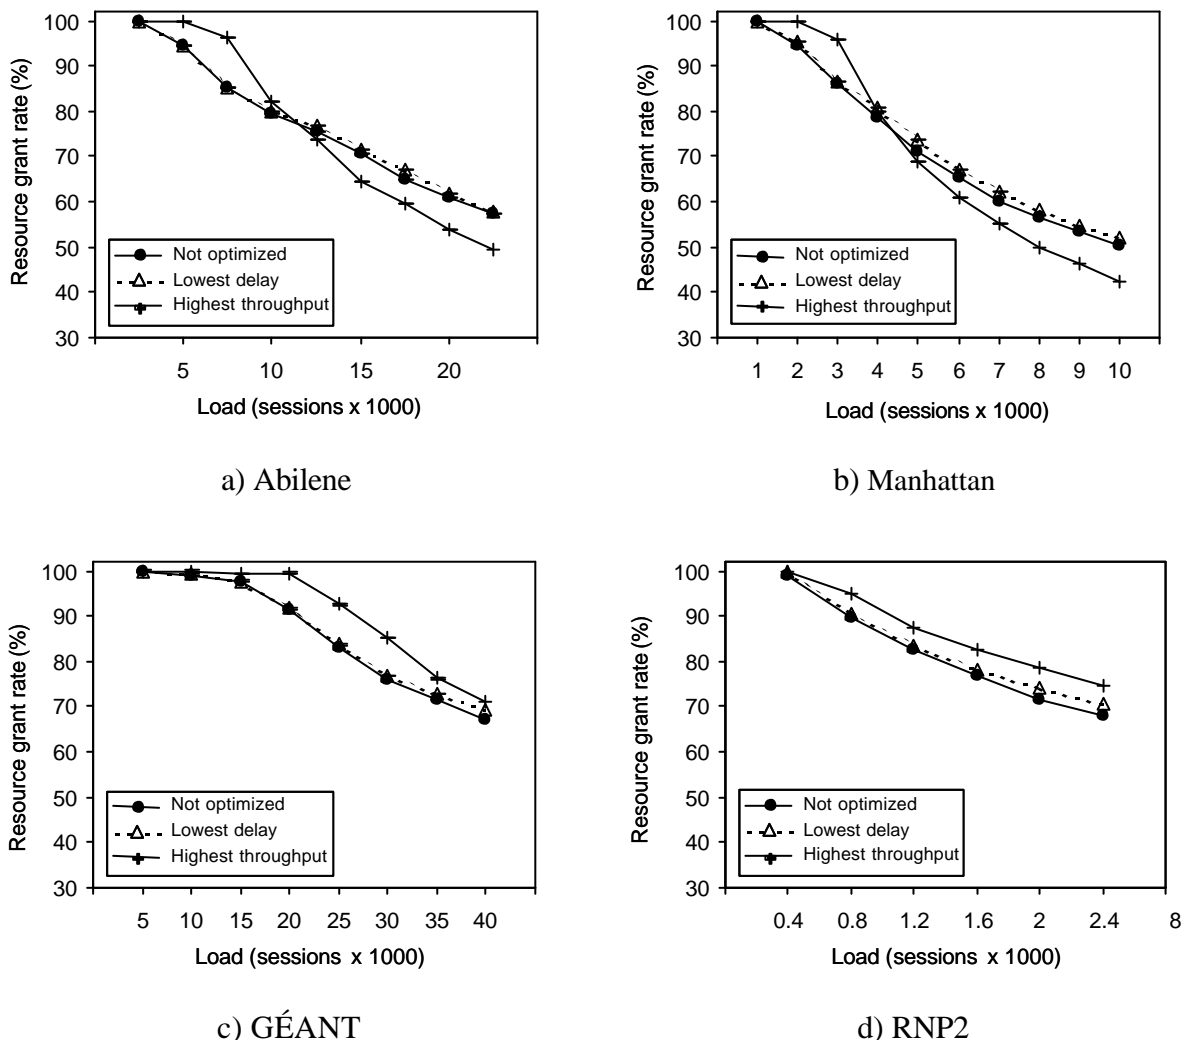 Resource grant rate (%)
100
90
80
70
60
50
40
30
Not optimized
Lowest delay
Highest throughput
5 10 15 20
Load (sessions x 1000)
a) Abilene
Resource grant rate (%)
100
90
80
70
60
50
40
30
Not optimized
Lowest delay
Highest throughput
1 2 3 4 5 6 7 8 9 10
Load (sessions x 1000)
b) Manhattan
Resource grant rate (%)
100
90
80
70
60
50
40
30
Not optimized
Lowest delay
Highest throughput
5 10 15 20 25 30 35 40
Load (sessions x 1000)
c) GÉANT
Resource grant rate (%)
100
90
80
70
60
50
40
30
Not optimized
Lowest delay
Highest throughput
0.4 0.8 1.2 1.6 2 2.4 8
Load (sessions x 1000)
d) RNP2